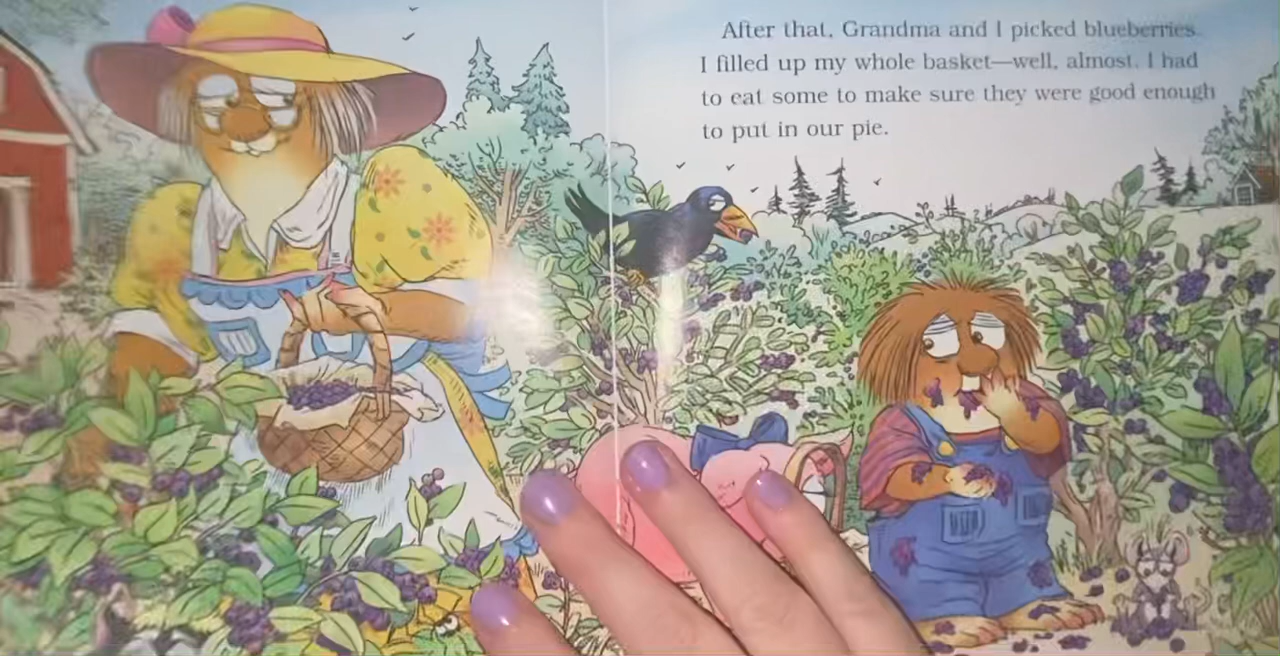 After that, Grandma and I picked blueberries.
I filled up my whole basket—well, almost. I had
to eat some to make sure they were good enough
to put in our pie.